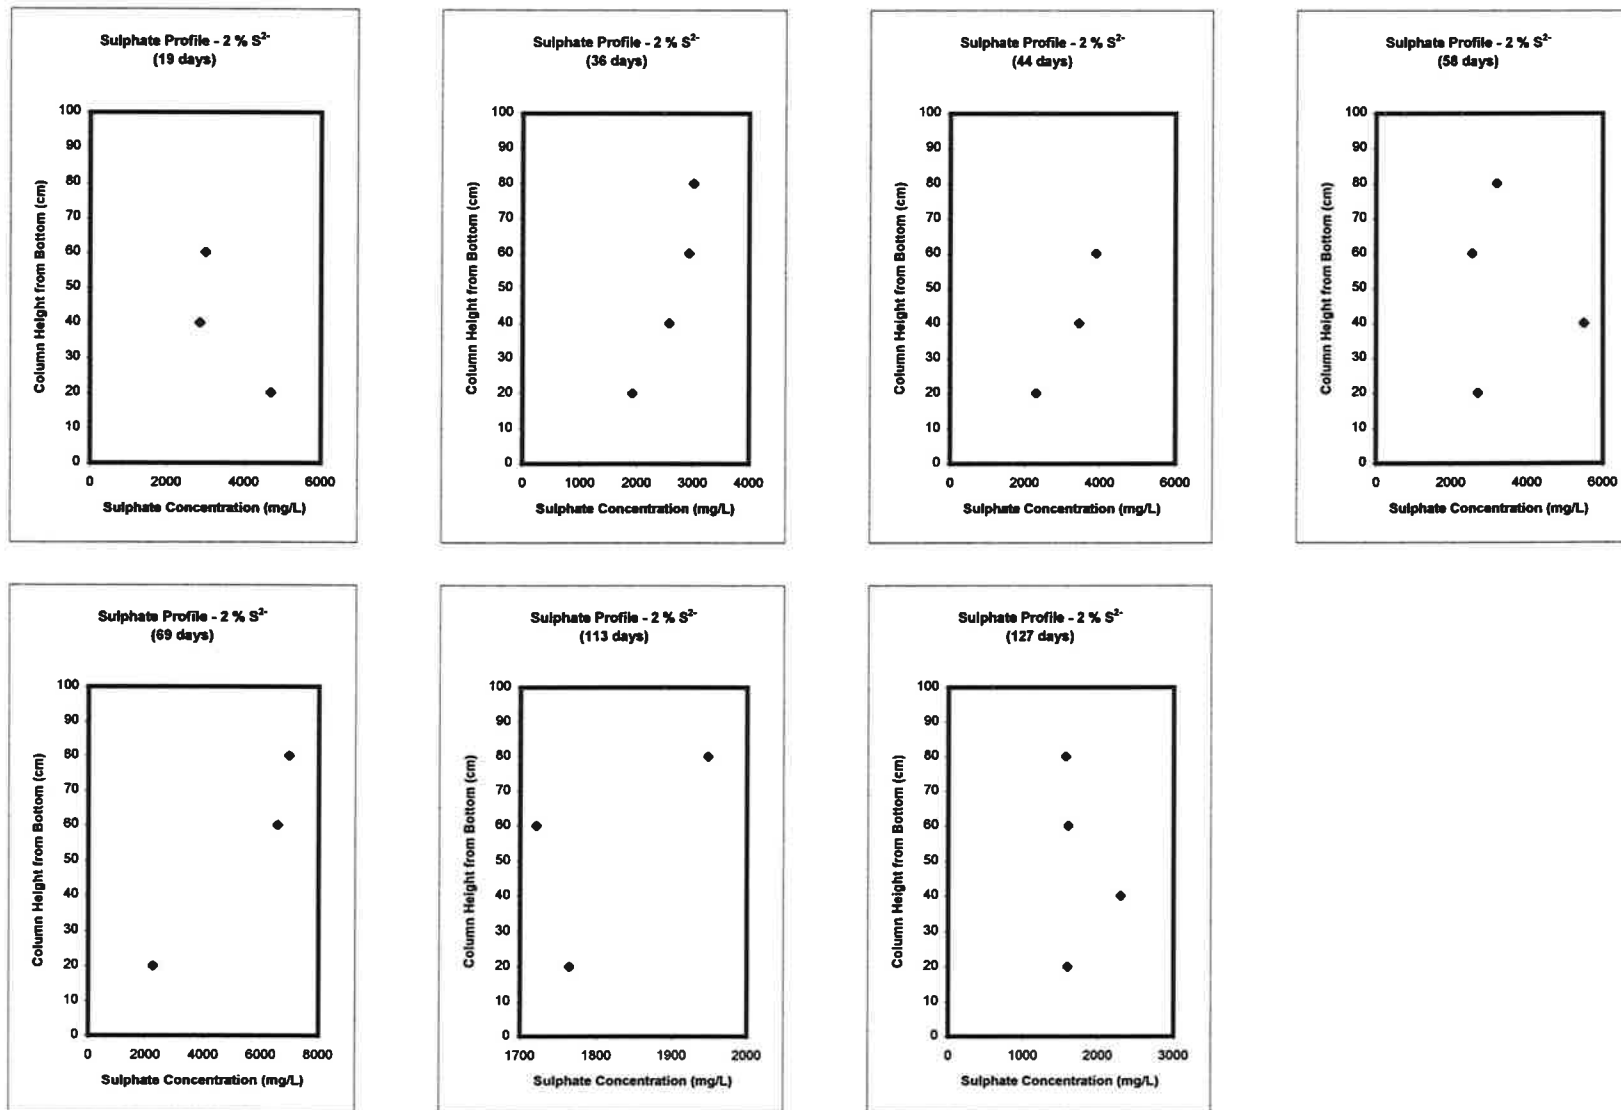 Sulphate Profile - 2 % S²⁻
(19 days)
100
90
80
70
60
50
40
30
20
10
0
Column Height from Bottom (cm)
0 2000 4000 6000
Sulphate Concentration (mg/L)
Sulphate Profile - 2 % S²⁻
(36 days)
100
90
80
70
60
50
40
30
20
10
0
Column Height from Bottom (cm)
0 1000 2000 3000 4000
Sulphate Concentration (mg/L)
Sulphate Profile - 2 % S²⁻
(44 days)
100
90
80
70
60
50
40
30
20
10
0
Column Height from Bottom (cm)
0 2000 4000 6000
Sulphate Concentration (mg/L)
Sulphate Profile - 2 % S²⁻
(58 days)
100
90
80
70
60
50
40
30
20
10
0
Column Height from Bottom (cm)
0 2000 4000 6000
Sulphate Concentration (mg/L)
Sulphate Profile - 2 % S²⁻
(69 days)
100
90
80
70
60
50
40
30
20
10
0
Column Height from Bottom (cm)
0 2000 4000 6000 8000
Sulphate Concentration (mg/L)
Sulphate Profile - 2 % S²⁻
(113 days)
100
90
80
70
60
50
40
30
20
10
0
Column Height from Bottom (cm)
1700 1800 1900 2000
Sulphate Concentration (mg/L)
Sulphate Profile - 2 % S²⁻
(127 days)
100
90
80
70
60
50
40
30
20
10
0
Column Height from Bottom (cm)
0 1000 2000 3000
Sulphate Concentration (mg/L)